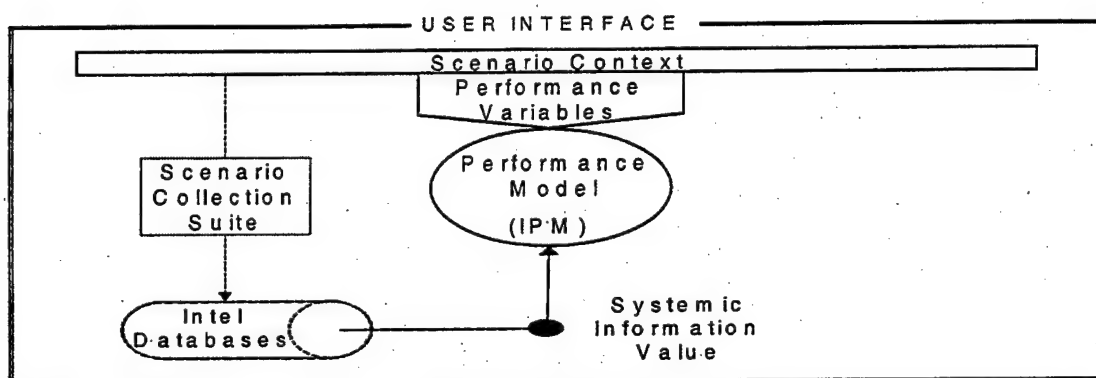 USER INTERFACE
Scenario Context
Performance
Variables
Scenario
Collection
Suite
Performance
Model
(IPM)
Intel
Databases
Systemic
Information
Value